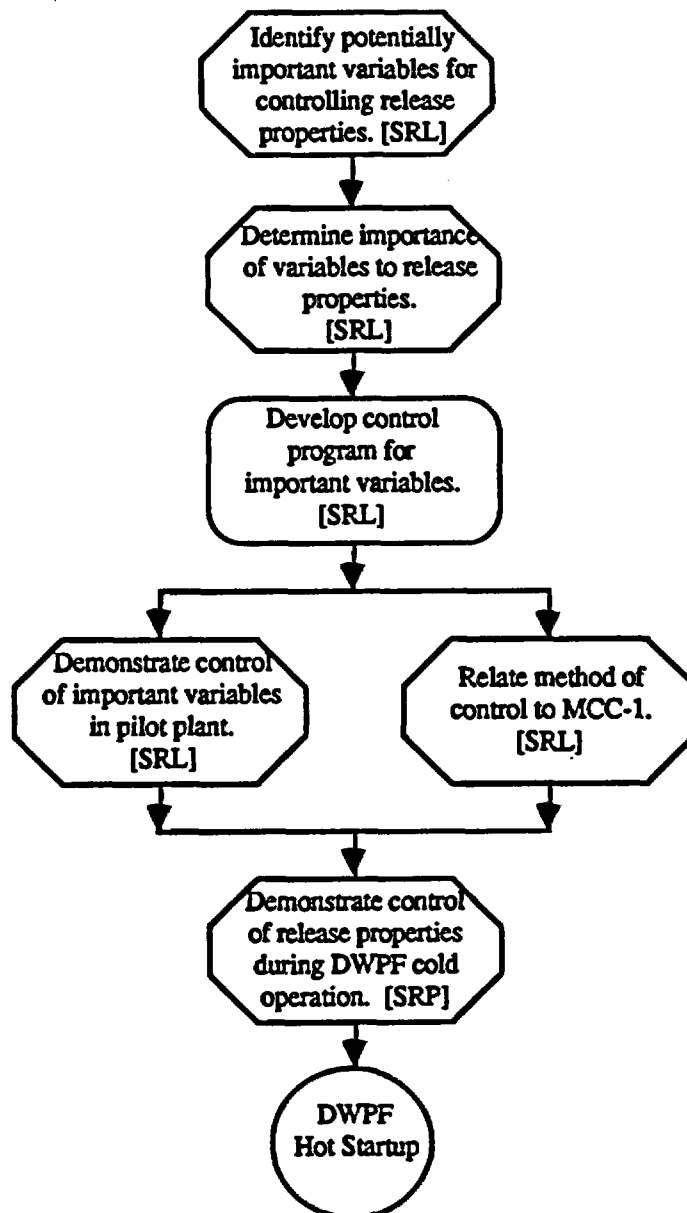 Identify potentially
important variables for
controlling release
properties. [SRL]
Determine importance
of variables to release
properties.
[SRL]
Develop control
program for
important variables.
[SRL]
Demonstrate control
of important variables
in pilot plant.
[SRL]
Relate method of
control to MCC-1.
[SRL]
Demonstrate control
of release properties
during DWPF cold
operation. [SRP]
DWPF
Hot Startup